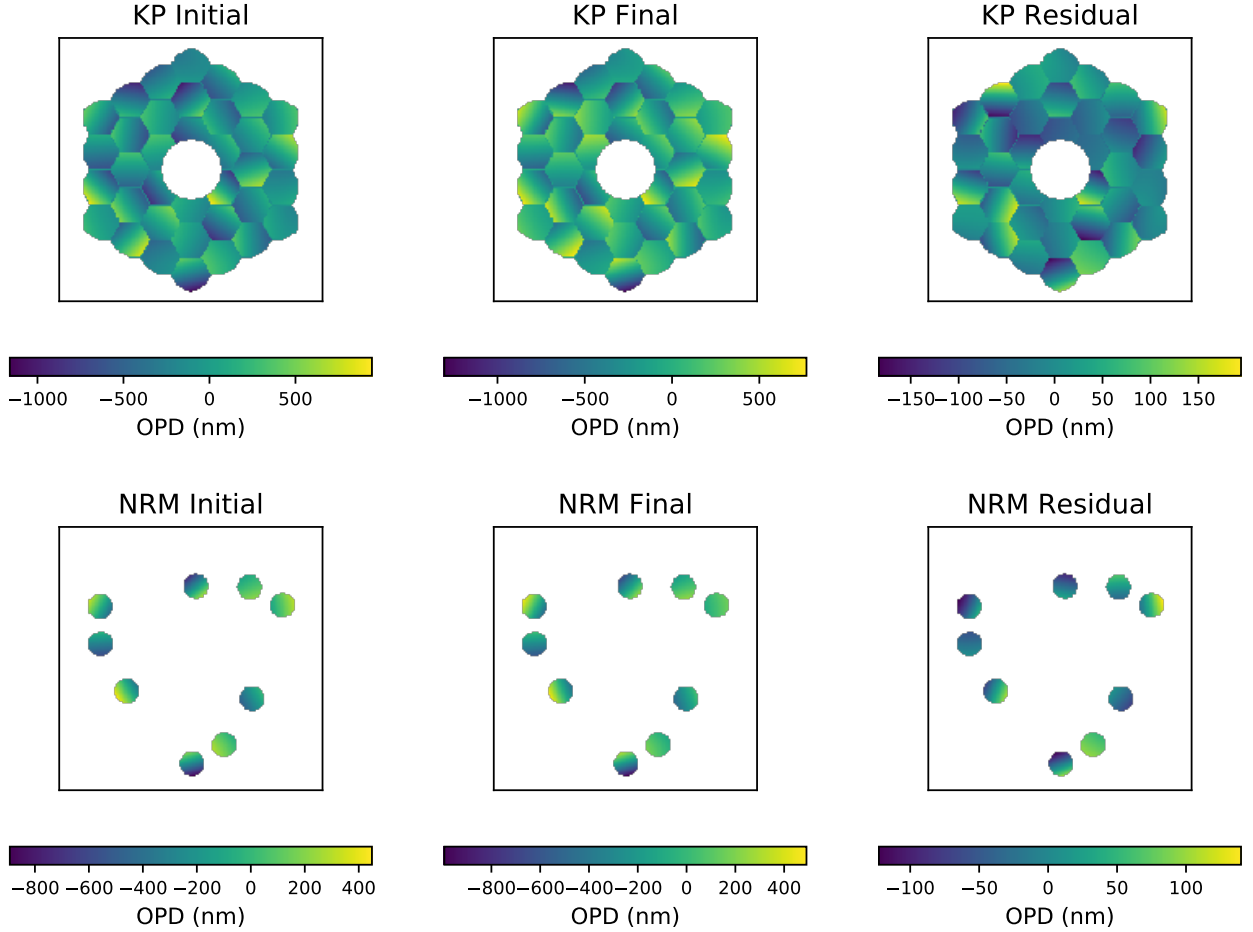 KP Initial KP Final KP Residual
−1000 −500 0 500 −1000 −500 0 500 −150 −100 −50 0 50 100 150
OPD (nm) OPD (nm) OPD (nm)
NRM Initial NRM Final NRM Residual
−800 −600 −400 −200 0 200 400 −800 −600 −400 −200 0 200 400 −100 −50 0 50 100
OPD (nm) OPD (nm) OPD (nm)